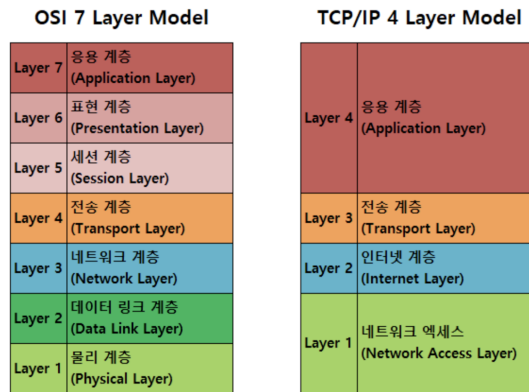 OSI 7 Layer Model
Layer 7
응용 계층
(Application Layer)
Layer 6
표현 계층
(Presentation Layer)
Layer 5
세션 계층
(Session Layer)
Layer 4
전송 계층
(Transport Layer)
Layer 3
네트워크 계층
(Network Layer)
Layer 2
데이터 링크 계층
(Data Link Layer)
Layer 1
물리 계층
(Physical Layer)
TCP/IP 4 Layer Model
Layer 4
응용 계층
(Application Layer)
Layer 3
전송 계층
(Transport Layer)
Layer 2
인터넷 계층
(Internet Layer)
Layer 1
네트워크 엑세스
(Network Access Layer)